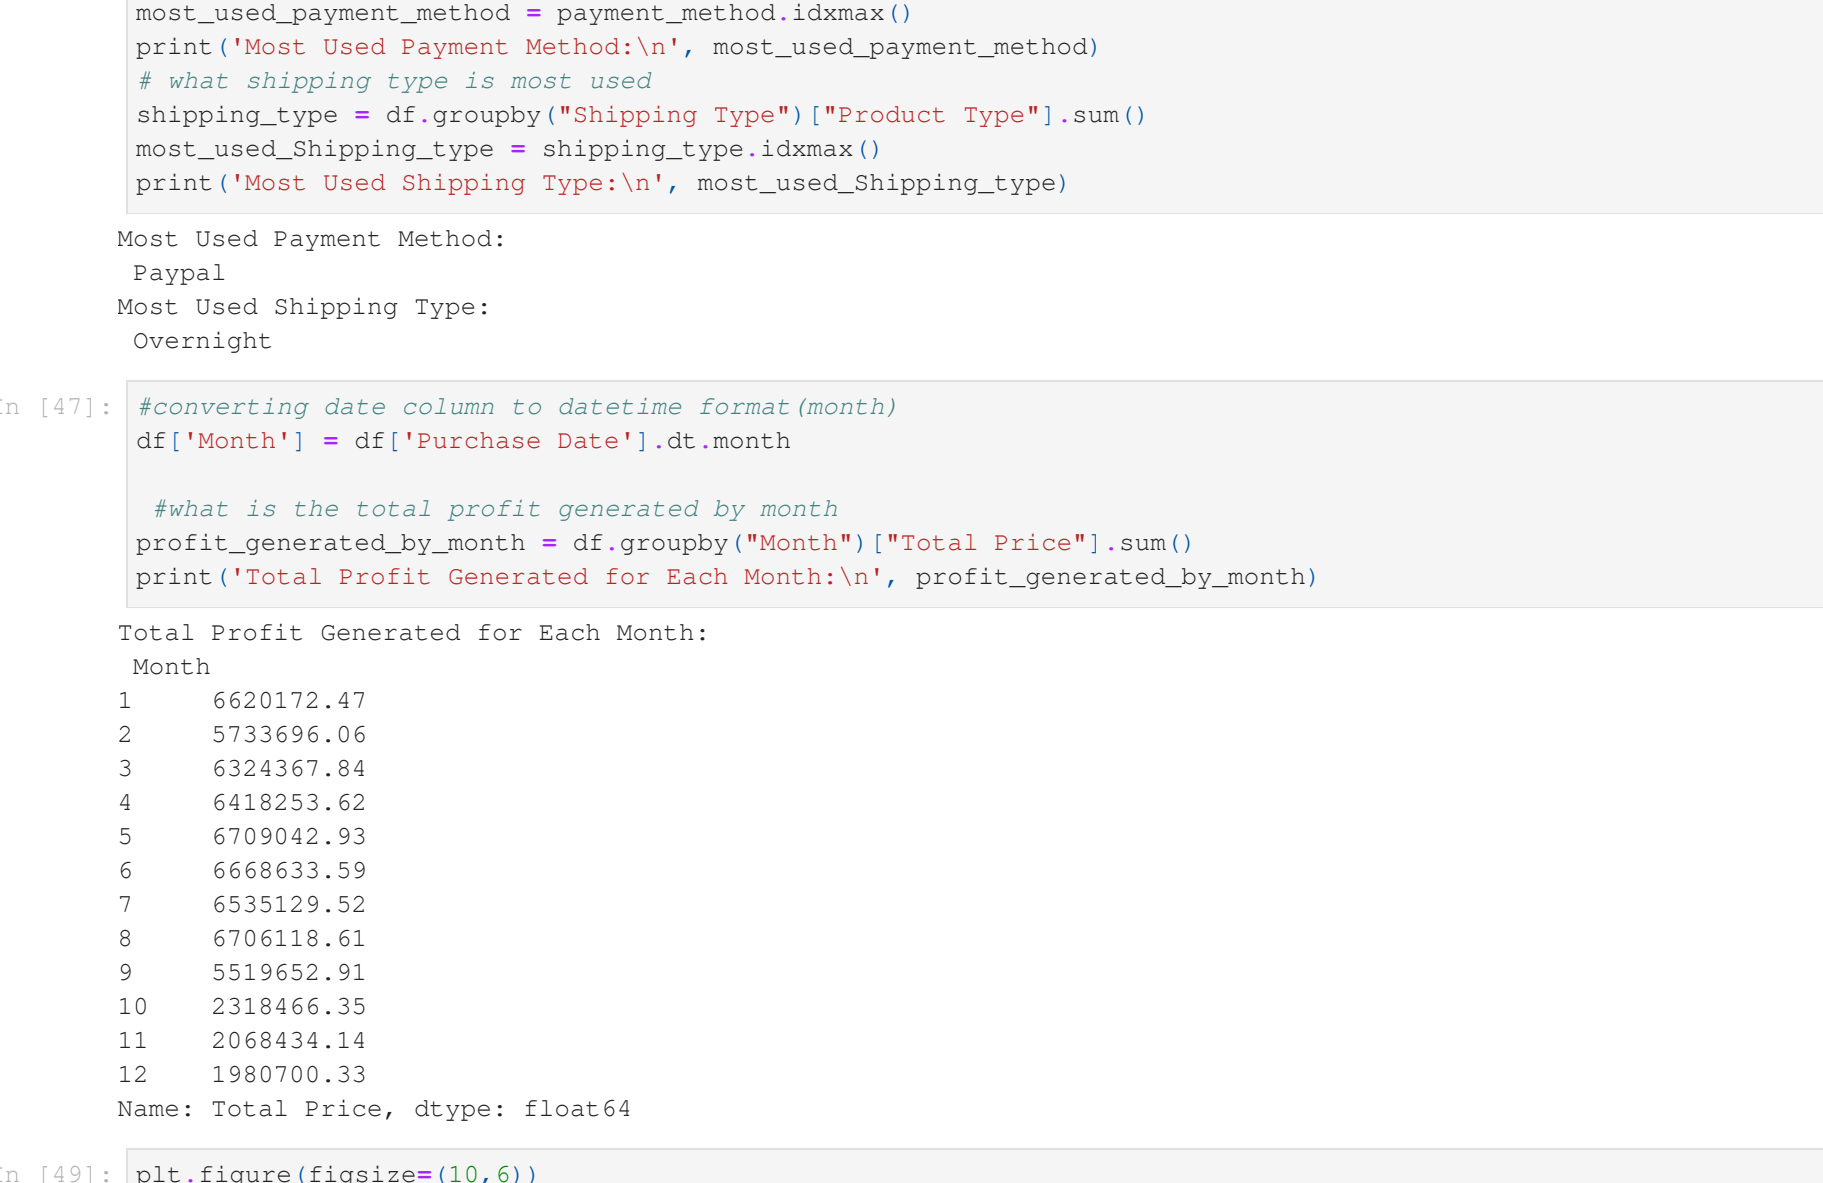 most_used_payment_method = payment_method.idxmax()
print('Most Used Payment Method:\n', most_used_payment_method)
# what shipping type is most used
shipping_type = df.groupby("Shipping Type")["Product Type"].sum()
most_used_Shipping_type = shipping_type.idxmax()
print('Most Used Shipping Type:\n', most_used_Shipping_type)
Most Used Payment Method:
 Paypal
Most Used Shipping Type:
 Overnight
In [47]: #converting date column to datetime format(month)
df['Month'] = df['Purchase Date'].dt.month
 #what is the total profit generated by month
profit_generated_by_month = df.groupby("Month")["Total Price"].sum()
print('Total Profit Generated for Each Month:\n', profit_generated_by_month)
Total Profit Generated for Each Month:
 Month
1     6620172.47
2     5733696.06
3     6324367.84
4     6418253.62
5     6709042.93
6     6668633.59
7     6535129.52
8     6706118.61
9     5519652.91
10    2318466.35
11    2068434.14
12    1980700.33
Name: Total Price, dtype: float64
In [49]: plt.figure(figsize=(10,6))